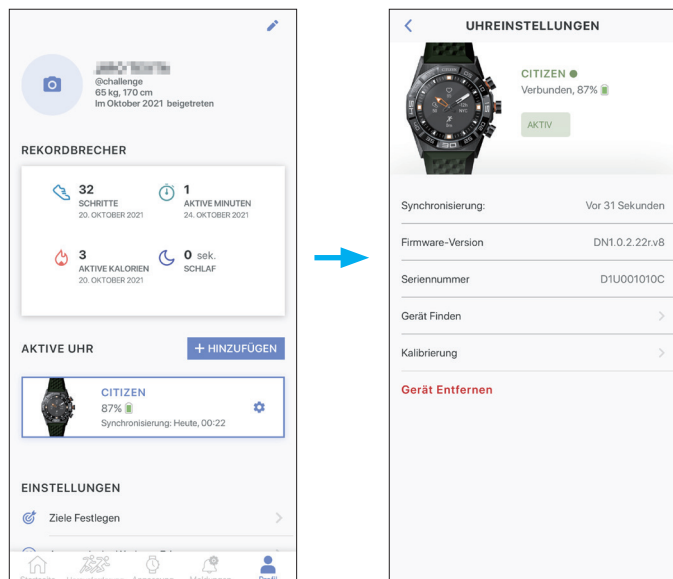 @challenge
65 kg, 170 cm
Im Oktober 2021 beigetreten
REKORDBRECHER
32
SCHRITTE
20. OKTOBER 2021
1
AKTIVE MINUTEN
24. OKTOBER 2021
3
AKTIVE KALORIEN
20. OKTOBER 2021
0 sek.
SCHLAF
AKTIVE UHR
+ HINZUFÜGEN
CITIZEN
87%
Synchronisierung: Heute, 00:22
EINSTELLUNGEN
Ziele Festlegen
UHREINSTELLUNGEN
CITIZEN
Verbunden, 87%
AKTIV
Synchronisierung: Vor 31 Sekunden
Firmware-Version DN1.0.2.22r.v8
Seriennummer D1U001010C
Gerät Finden
Kalibrierung
Gerät Entfernen